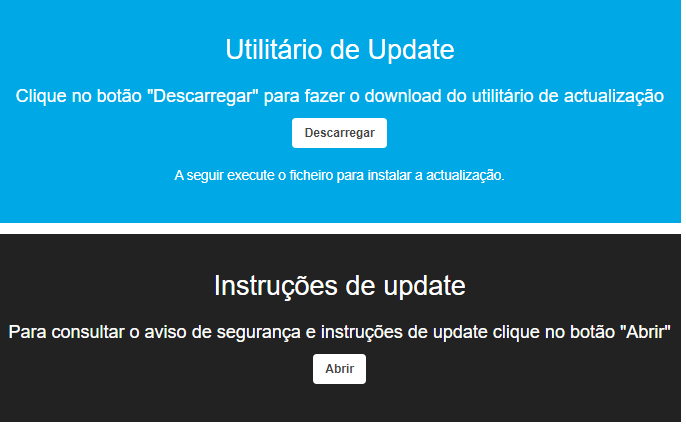 Utilitário de Update
Clique no botão "Descarregar" para fazer o download do utilitário de actualização
Descarregar
A seguir execute o ficheiro para instalar a actualização.
Instruções de update
Para consultar o aviso de segurança e instruções de update clique no botão "Abrir"
Abrir